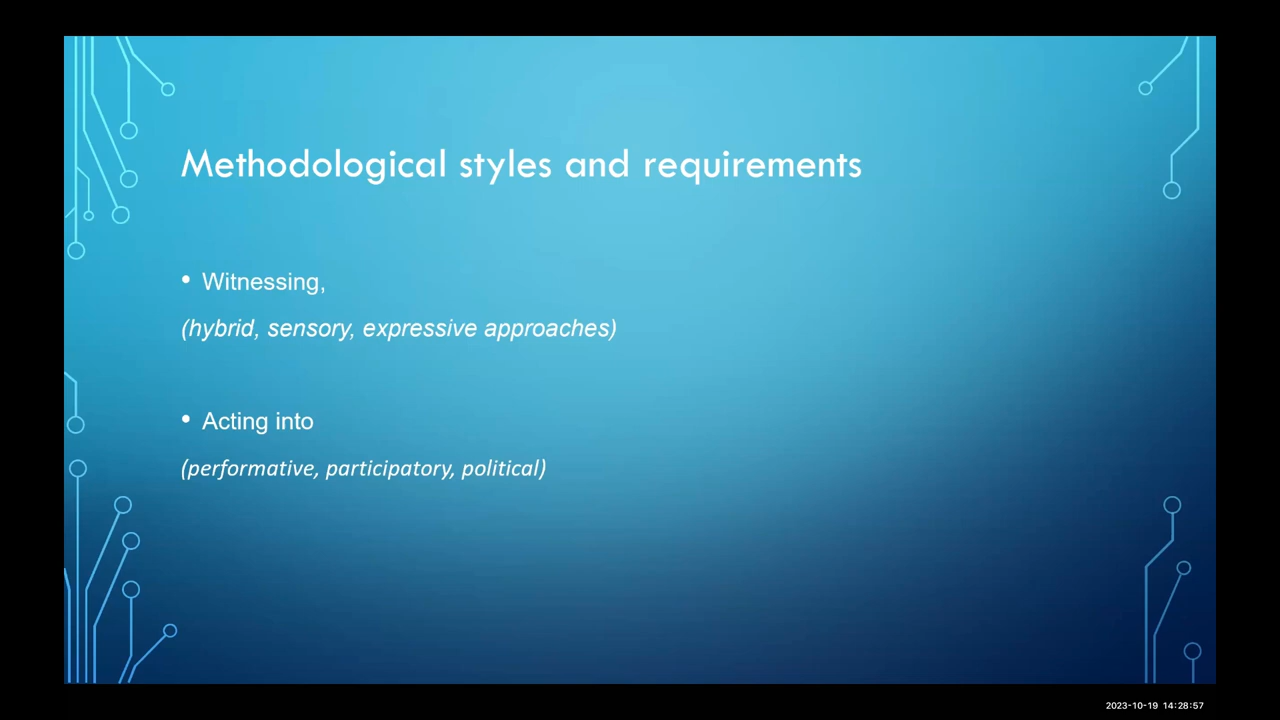 Methodological styles and requirements
• Witnessing,
(hybrid, sensory, expressive approaches)
• Acting into
(performative, participatory, political)
2023-10-19 14:28:57